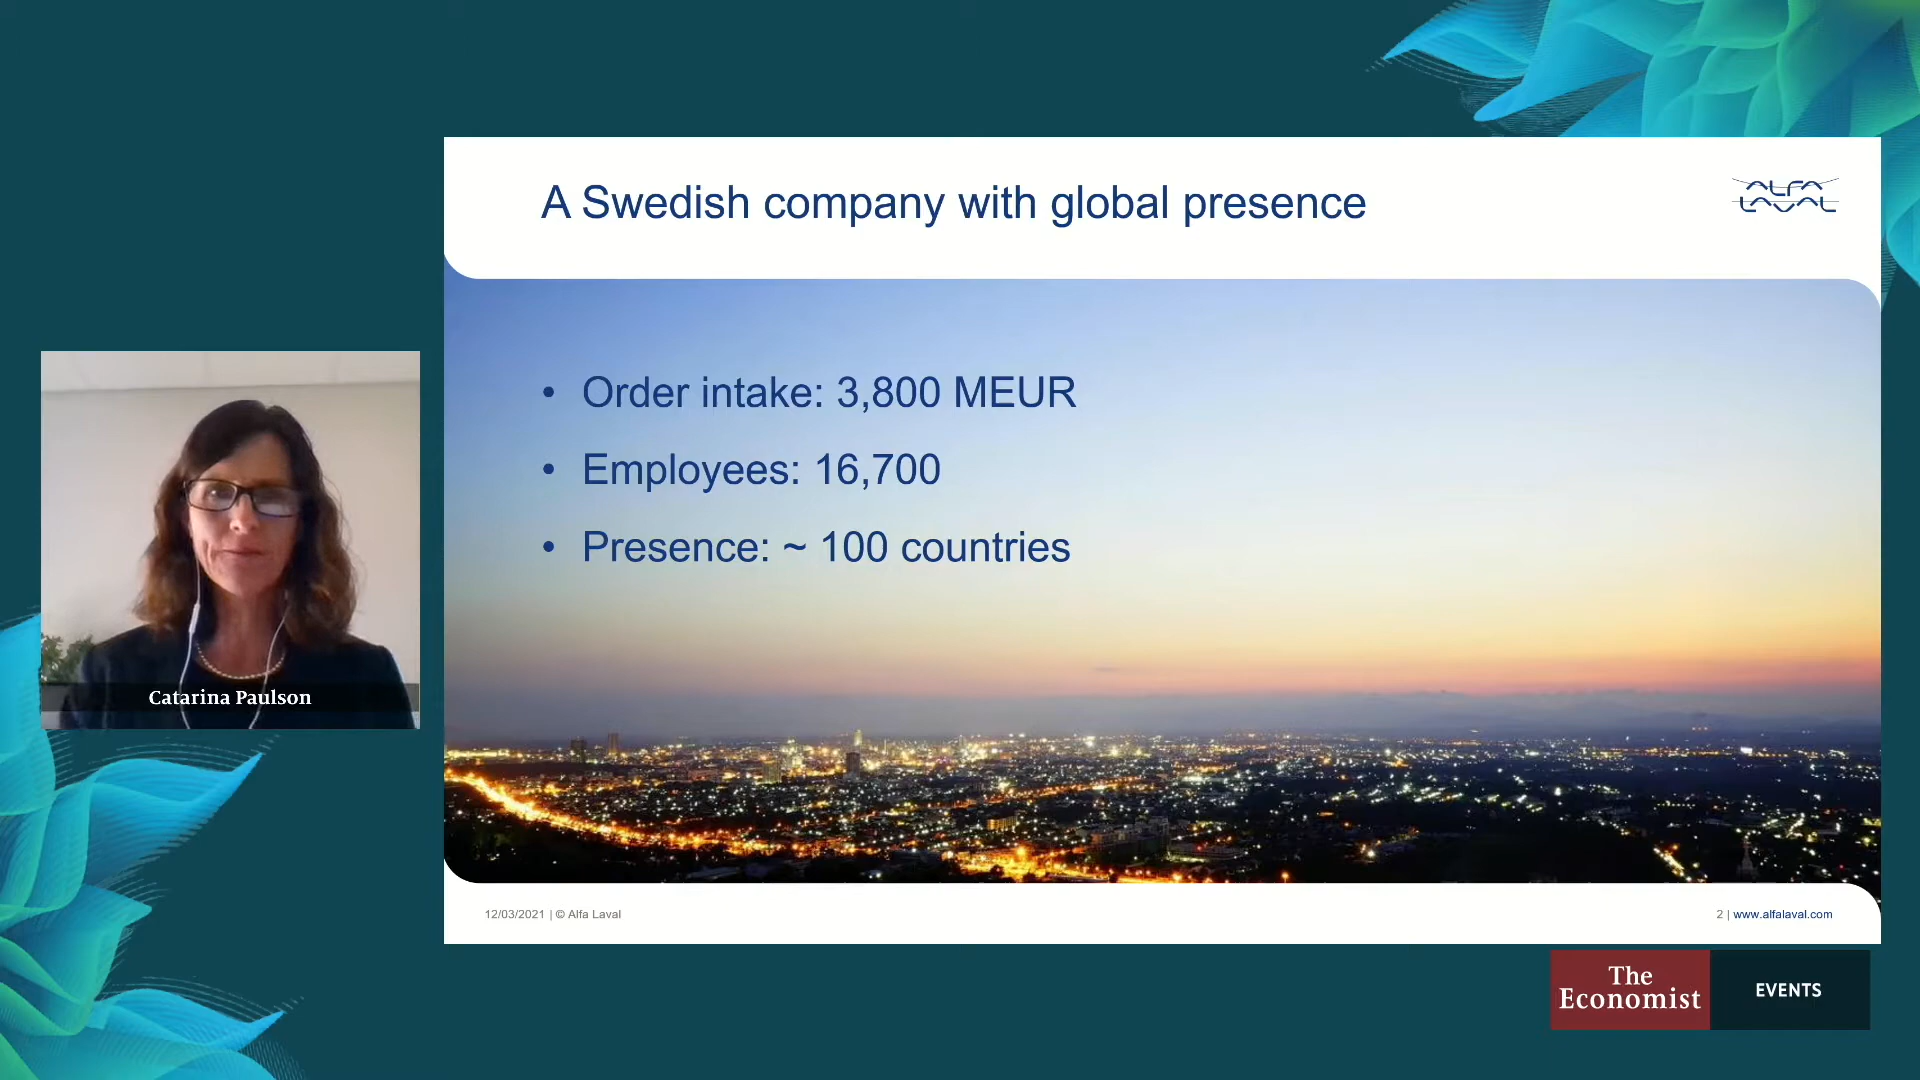 A Swedish company with global presence
ALFA
LAVAL
• Order intake: 3,800 MEUR
• Employees: 16,700
• Presence: ~ 100 countries
Catarina Paulson
12/03/2021 | © Alfa Laval
2 | www.alfalaval.com
The
Economist
EVENTS